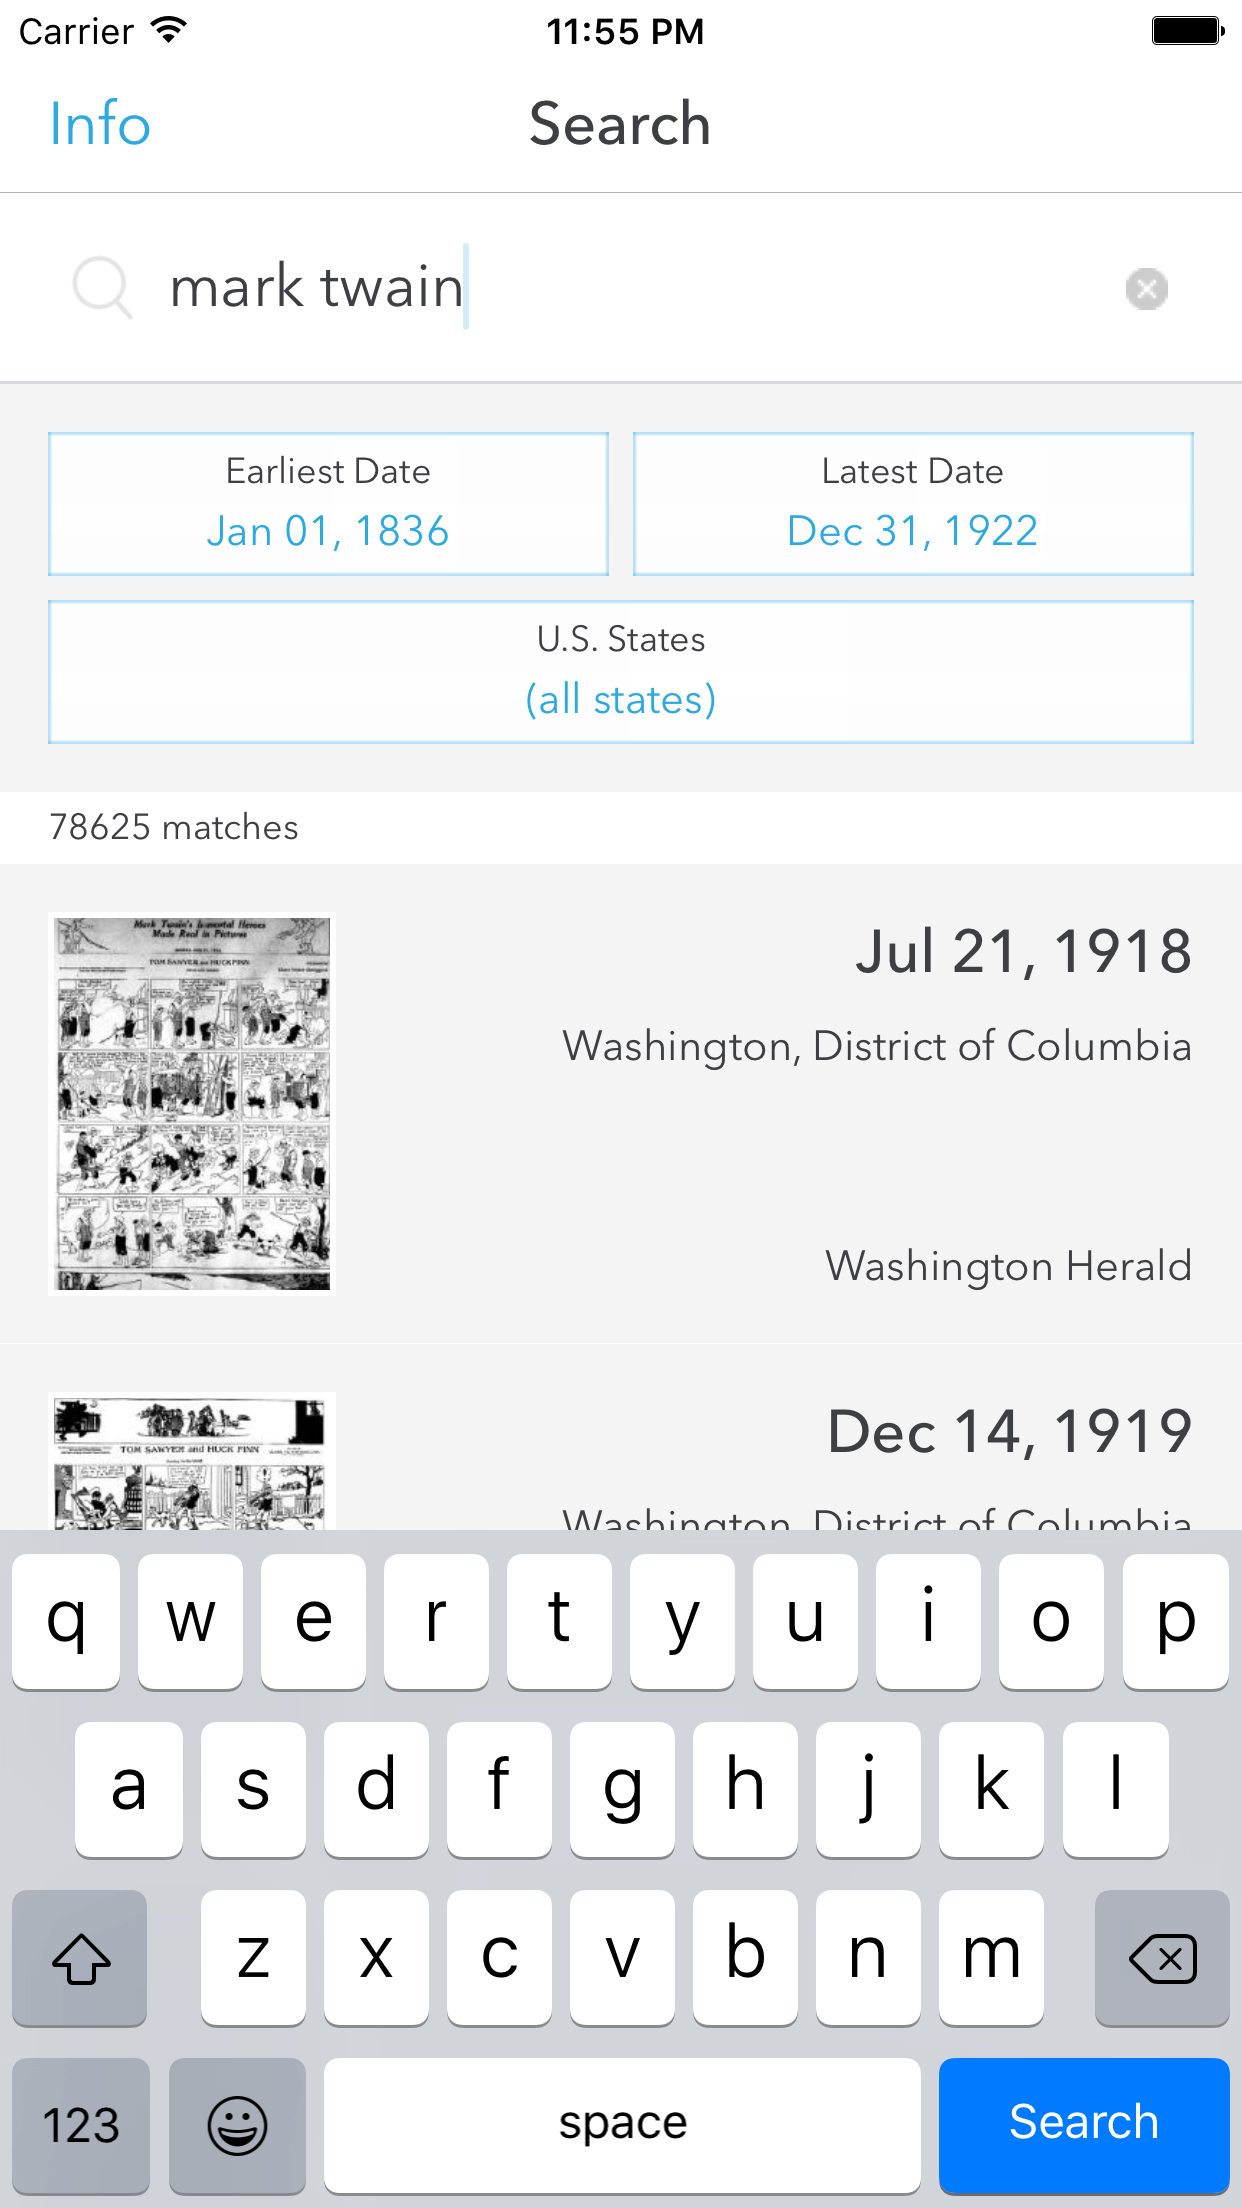 Carrier 11:55 PM
Info Search
mark twain
Earliest Date Latest Date
Jan 01, 1836 Dec 31, 1922
U.S. States
(all states)
78625 matches
Mark Twain's Immortal Heroes
Made Real in Pictures
TOM SAWYER and HUCK FINN
Jul 21, 1918
Washington, District of Columbia
Washington Herald
TOM SAWYER and HUCK FINN
Dec 14, 1919
Washington, District of Columbia
q w e r t y u i o p
a s d f g h j k l
z x c v b n m
123 space Search